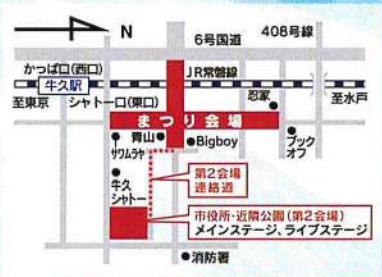 N
6号国道
408号線
かっぱ口(西口)
牛久駅
JR常磐線
至東京
シャトー口(東口)
忍家
至水戸
まつり会場
青山
サワムラヤ
Bigboy
ブック
オフ
牛久
シャトー
第2会場
連絡道
市役所・近隣公園(第2会場)
メインステージ、ライブステージ
消防署